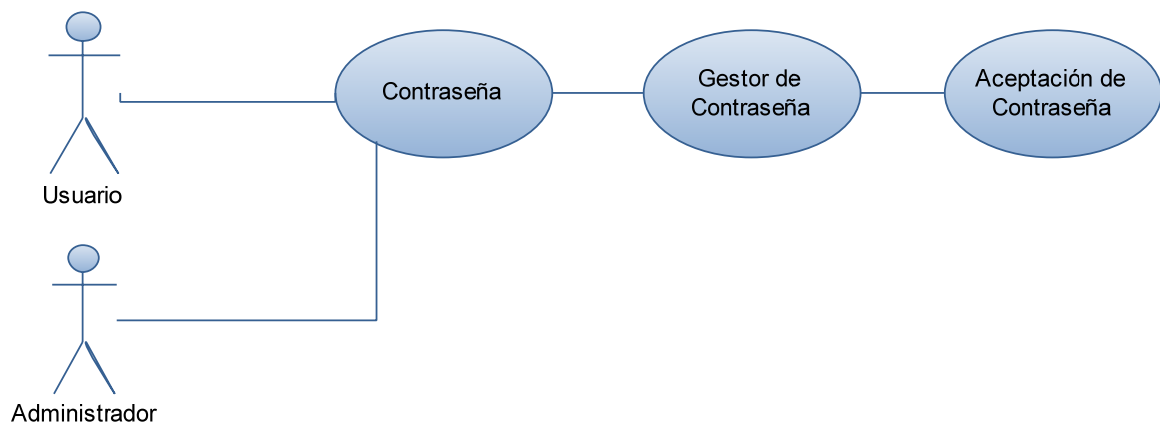 Contraseña
Gestor de
Contraseña
Aceptación de
Contraseña
Usuario
Administrador